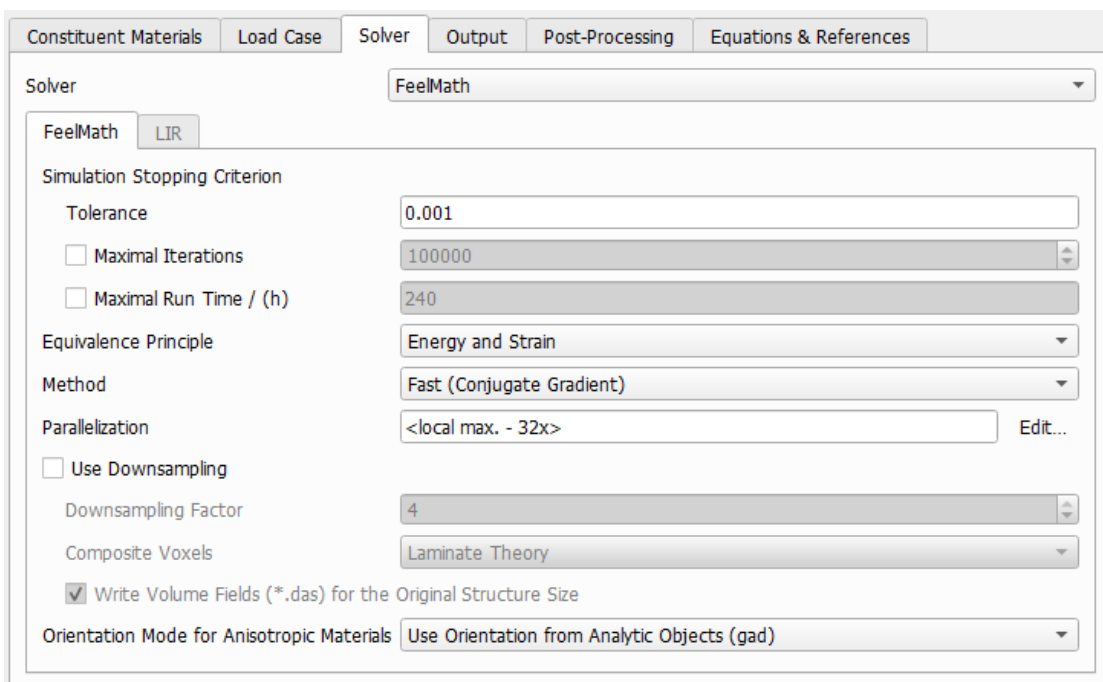 Constituent Materials Load Case Solver Output Post-Processing Equations & References
Solver FeelMath
FeelMath LIR
Simulation Stopping Criterion
Tolerance 0.001
Maximal Iterations 100000
Maximal Run Time / (h) 240
Equivalence Principle Energy and Strain
Method Fast (Conjugate Gradient)
Parallelization <local max. - 32x> Edit...
Use Downsampling
Downsampling Factor 4
Composite Voxels Laminate Theory
Write Volume Fields (*.das) for the Original Structure Size
Orientation Mode for Anisotropic Materials Use Orientation from Analytic Objects (gad)